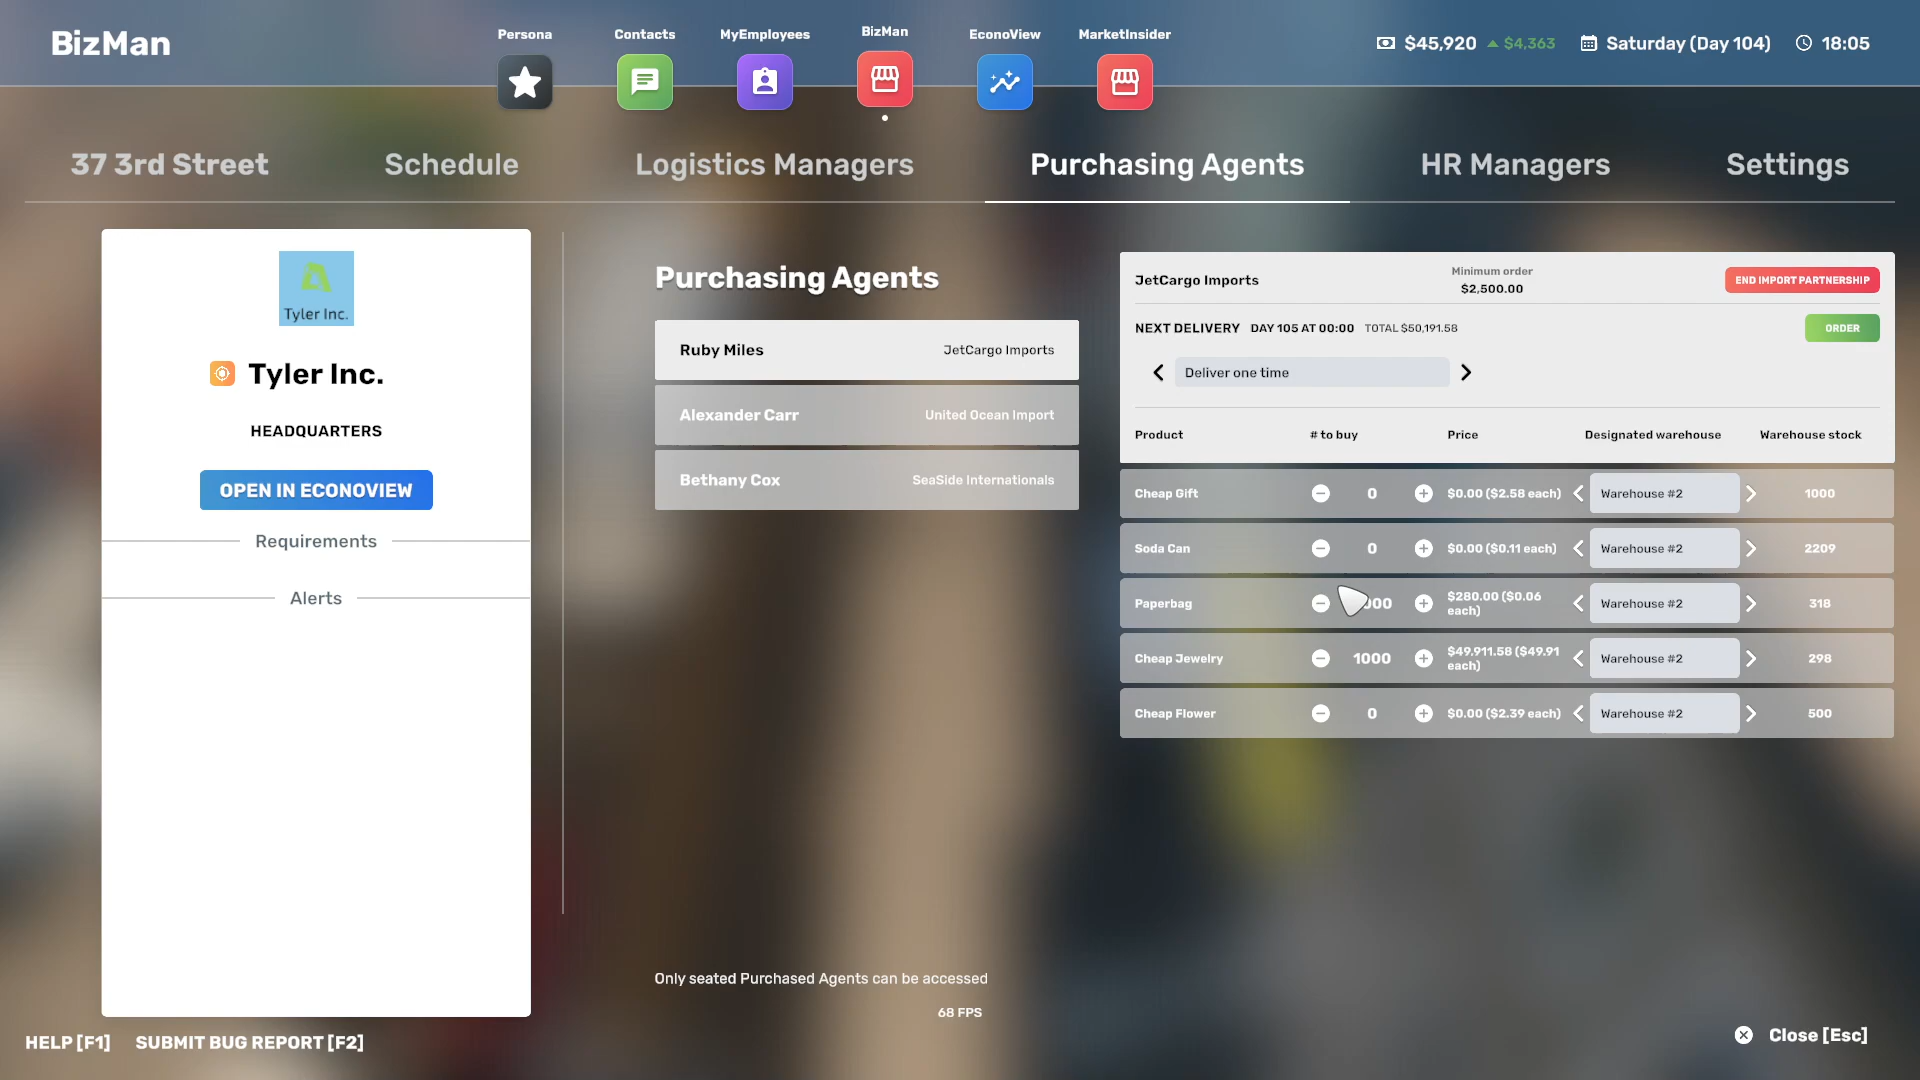 BizMan
Persona
Contacts
MyEmployees
BizMan
EconoView
MarketInsider
$45,920
$4,363
Saturday (Day 104)
18:05
37 3rd Street
Schedule
Logistics Managers
Purchasing Agents
HR Managers
Settings
Tyler Inc.
Tyler Inc.
HEADQUARTERS
OPEN IN ECONOVIEW
Requirements
Alerts
Purchasing Agents
Ruby Miles
JetCargo Imports
Alexander Carr
United Ocean Import
Bethany Cox
SeaSide Internationals
Only seated Purchased Agents can be accessed
68 FPS
JetCargo Imports
Minimum order
$2,500.00
END IMPORT PARTNERSHIP
NEXT DELIVERY DAY 105 AT 00:00 TOTAL $50,191.58
ORDER
Deliver one time
Product
# to buy
Price
Designated warehouse
Warehouse stock
Cheap Gift
0
$0.00 ($2.58 each)
Warehouse #2
1000
Soda Can
0
$0.00 ($0.11 each)
Warehouse #2
2209
Paperbag
$280.00 ($0.06
each)
Warehouse #2
318
Cheap Jewelry
1000
$49,911.58 ($49.91
each)
Warehouse #2
298
Cheap Flower
0
$0.00 ($2.39 each)
Warehouse #2
500
HELP [F1]
SUBMIT BUG REPORT [F2]
Close [Esc]